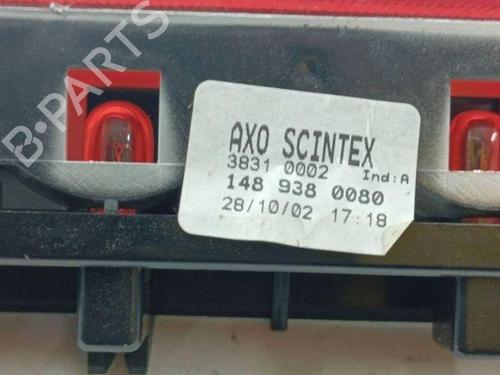 B-PARTS
AXO SCINTEX
3831 0002 Ind:A
148 938 0080
28/10/02 17:18